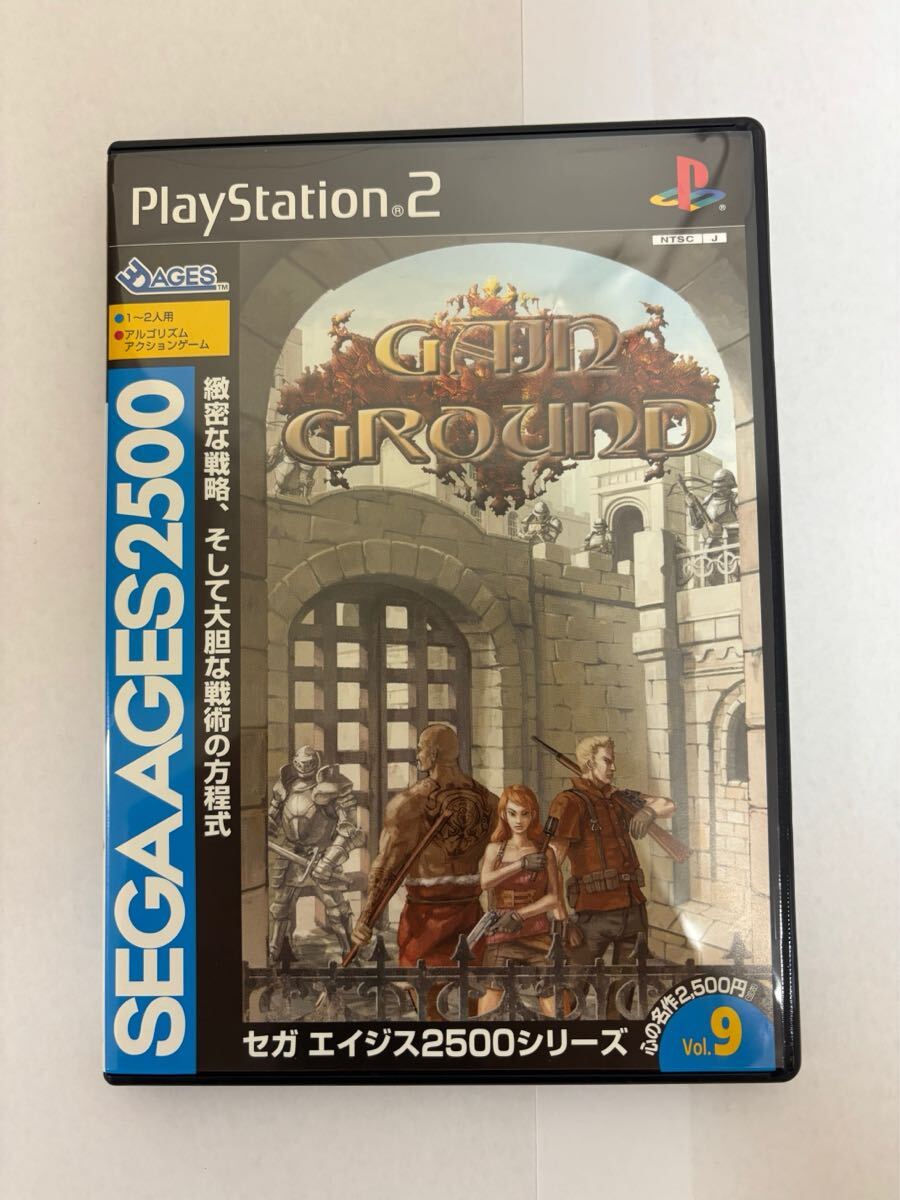 PlayStation®2
®
NTSC J
AGES™
●1〜2人用
●アルゴリズム
アクションゲーム
GAIN
GROUND
SEGA AGES 2500
緻密な戦略、そして大胆な戦術の方程式
セガ エイジス2500シリーズ
心の名作2,500円
Vol.9